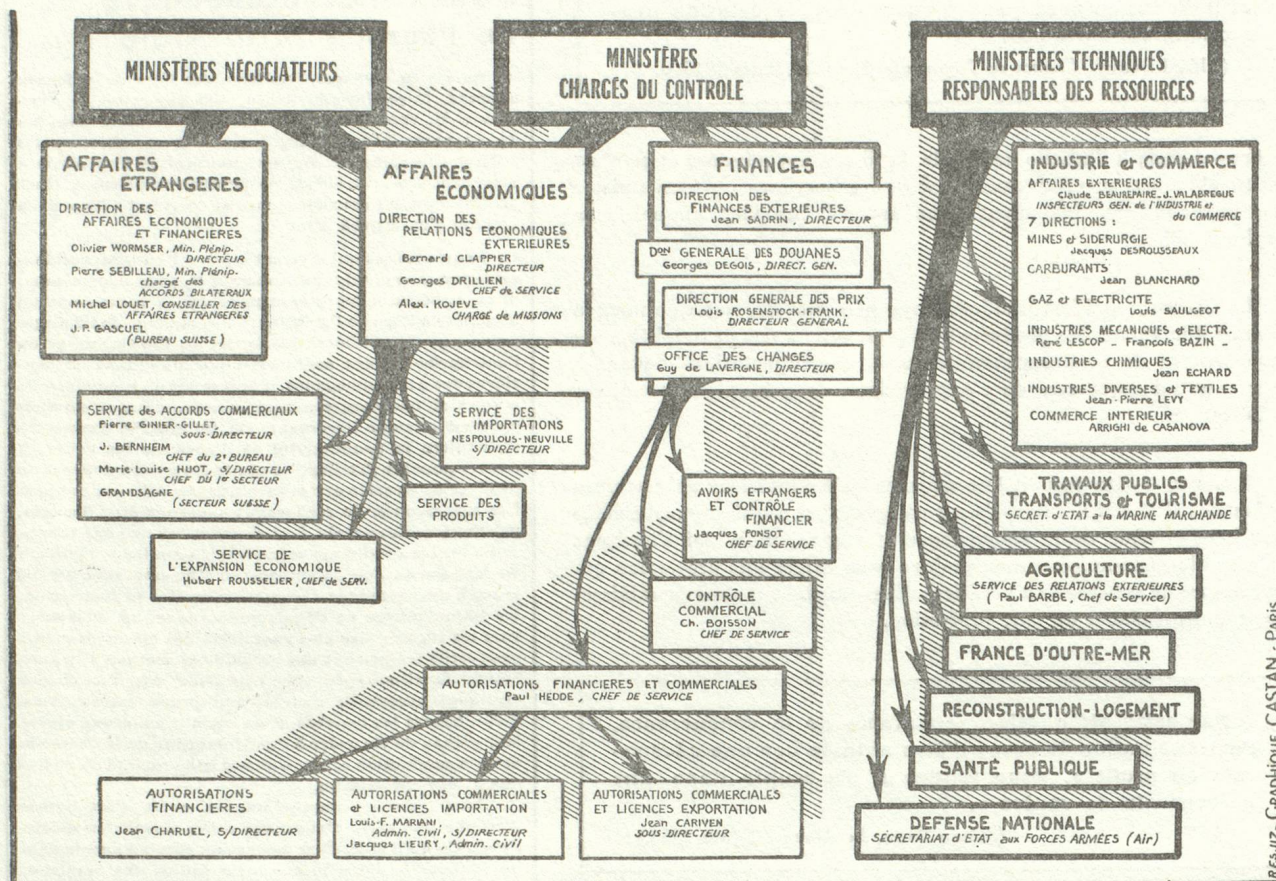 MINISTÈRES NÉGOCIATEURS
MINISTÈRES
CHARGÉS DU CONTROLE
MINISTÈRES TECHNIQUES
RESPONSABLES DES RESSOURCES
AFFAIRES
ETRANGERES
DIRECTION DES
AFFAIRES ECONOMIQUES
ET FINANCIERES
Olivier WORMSER, Min. Plénip.
DIRECTEUR
Pierre SEBILLEAU, Min. Plénip.
chargé des
ACCORDS BILATERAUX
Michel LOUET, CONSEILLER DES
AFFAIRES ETRANGERES
J.P. GASCUEL
(BUREAU SUISSE)
AFFAIRES
ECONOMIQUES
DIRECTION DES
RELATIONS ECONOMIQUES
EXTERIEURES
Bernard CLAPPIER
DIRECTEUR
Georges DRILLIEN
CHEF de SERVICE
Alex. KOJEVE
CHARGÉ de MISSIONS
FINANCES
DIRECTION DES
FINANCES EXTERIEURES
Jean SADRIN, DIRECTEUR
Don GENERALE DES DOUANES
Georges DEGOIS, DIRECT. GEN.
DIRECTION GENERALE DES PRIX
Louis ROSENSTOCK-FRANK,
DIRECTEUR GENERAL
OFFICE DES CHANGES
Guy de LAVERGNE, DIRECTEUR
INDUSTRIE et COMMERCE
AFFAIRES EXTERIEURES
Claude BEAUREPAIRE - J. VALABREGUE
INSPECTEURS GEN. de l'INDUSTRIE et
du COMMERCE
7 DIRECTIONS :
MINES et SIDERURGIE
Jacques DESROUSSEAUX
CARBURANTS
Jean BLANCHARD
GAZ et ELECTRICITE
Louis SAULGEOT
INDUSTRIES MECANIQUES et ELECTR.
René LESCOP - François BAZIN -
INDUSTRIES CHIMIQUES
Jean ECHARD
INDUSTRIES DIVERSES et TEXTILES
Jean-Pierre LEVY
COMMERCE INTERIEUR
ARRIGHI de CASANOVA
SERVICE des ACCORDS COMMERCIAUX
Pierre GINIER-GILLET,
SOUS-DIRECTEUR
J. BERNHEIM
CHEF du 2e BUREAU
Marie-Louise HUOT, S/DIRECTEUR
CHEF DU 1er SECTEUR
GRANDSAGNE
(SECTEUR SUISSE)
SERVICE DES
IMPORTATIONS
NESPOULOUS-NEUVILLE
S/DIRECTEUR
SERVICE DES
PRODUITS
SERVICE DE
L'EXPANSION ECONOMIQUE
Hubert ROUSSELIER, CHEF de SERV.
AVOIRS ETRANGERS
ET CONTRÔLE
FINANCIER
Jacques PONSOT
CHEF DE SERVICE
CONTRÔLE
COMMERCIAL
Ch. BOISSON
CHEF DE SERVICE
TRAVAUX PUBLICS
TRANSPORTS et TOURISME
SECRET. d'ETAT a la MARINE MARCHANDE
AGRICULTURE
SERVICE DES RELATIONS EXTERIEURES
(Paul BARBE, Chef de Service)
FRANCE D'OUTRE-MER
RECONSTRUCTION-LOGEMENT
SANTÉ PUBLIQUE
DEFENSE NATIONALE
SECRÉTARIAT d'ETAT aux FORCES ARMÉES (Air)
AUTORISATIONS FINANCIERES ET COMMERCIALES
Paul HEDDE, CHEF DE SERVICE
AUTORISATIONS
FINANCIERES
Jean CHARUEL, S/DIRECTEUR
AUTORISATIONS COMMERCIALES
et LICENCES IMPORTATION
Louis-F. MARIANI,
Admin. Civil, S/DIRECTEUR
Jacques LIEURY, Admin. Civil
AUTORISATIONS COMMERCIALES
ET LICENCES EXPORTATION
Jean CARIVEN
SOUS-DIRECTEUR
GRAPHIQUE CASTAN. PARIS